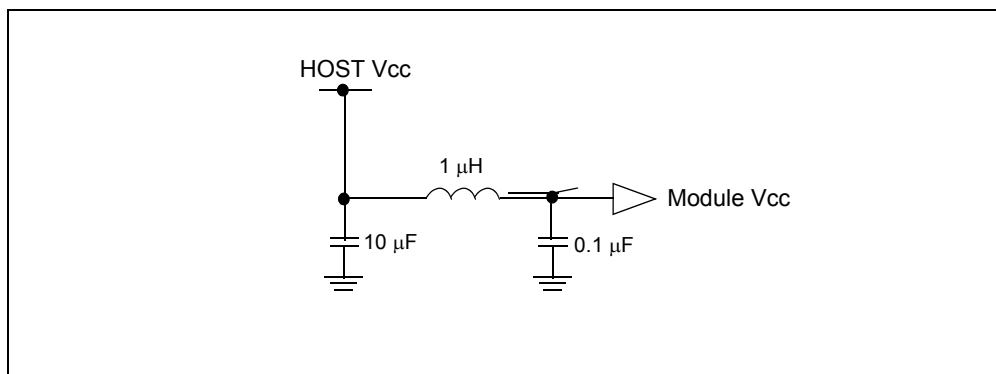 HOST Vcc
1 μH
Module Vcc
10 μF
0.1 μF